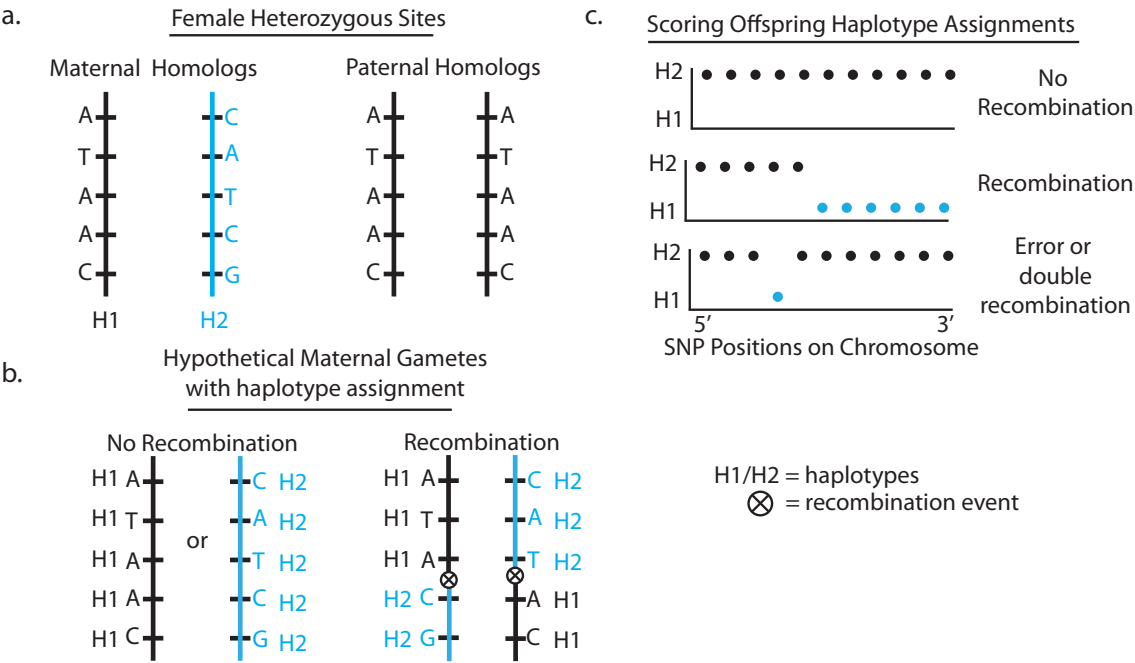 a.
Female Heterozygous Sites
Maternal Homologs
Paternal Homologs
A C A A
T A T T
A T A A
A C A A
C G C C
H1 H2
b.
Hypothetical Maternal Gametes
with haplotype assignment
No Recombination
Recombination
H1 A C H2 H1 A C H2
H1 T A H2 H1 T A H2
or
H1 A T H2 H1 A T H2
H1 A C H2 H2 C A H1
H1 C G H2 H2 G C H1
c.
Scoring Offspring Haplotype Assignments
H2
H1
No
Recombination
H2
H1
Recombination
H2
H1
Error or
double
recombination
5′ 3′
SNP Positions on Chromosome
H1/H2 = haplotypes
= recombination event